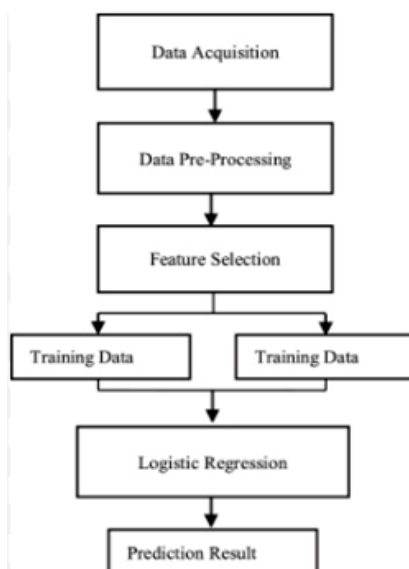 Data Acquisition
Data Pre-Processing
Feature Selection
Training Data
Training Data
Logistic Regression
Prediction Result